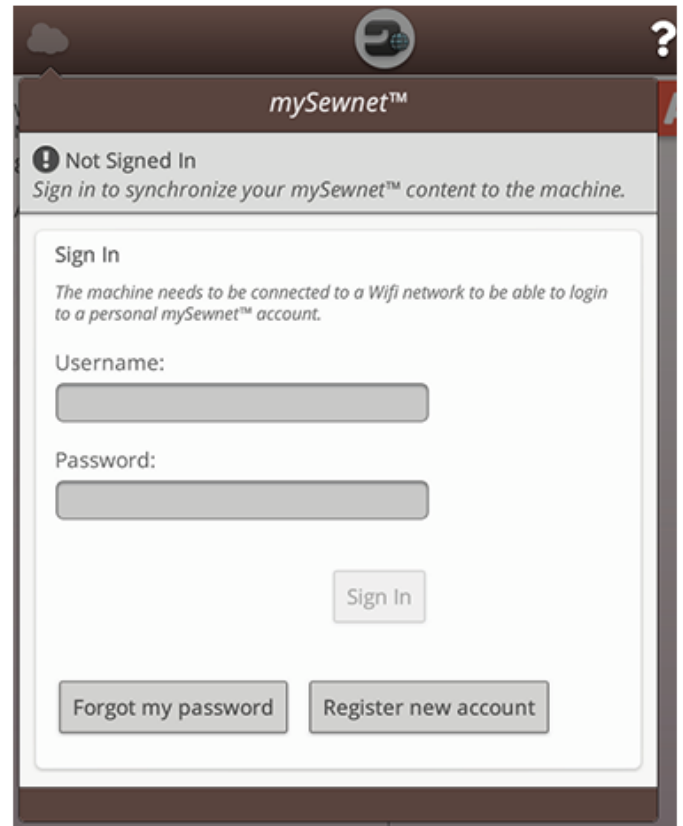 ?
mySewnet™
Not Signed In
Sign in to synchronize your mySewnet™ content to the machine.
Sign In
The machine needs to be connected to a Wifi network to be able to login
to a personal mySewnet™ account.
Username:
Password:
Sign In
Forgot my password
Register new account